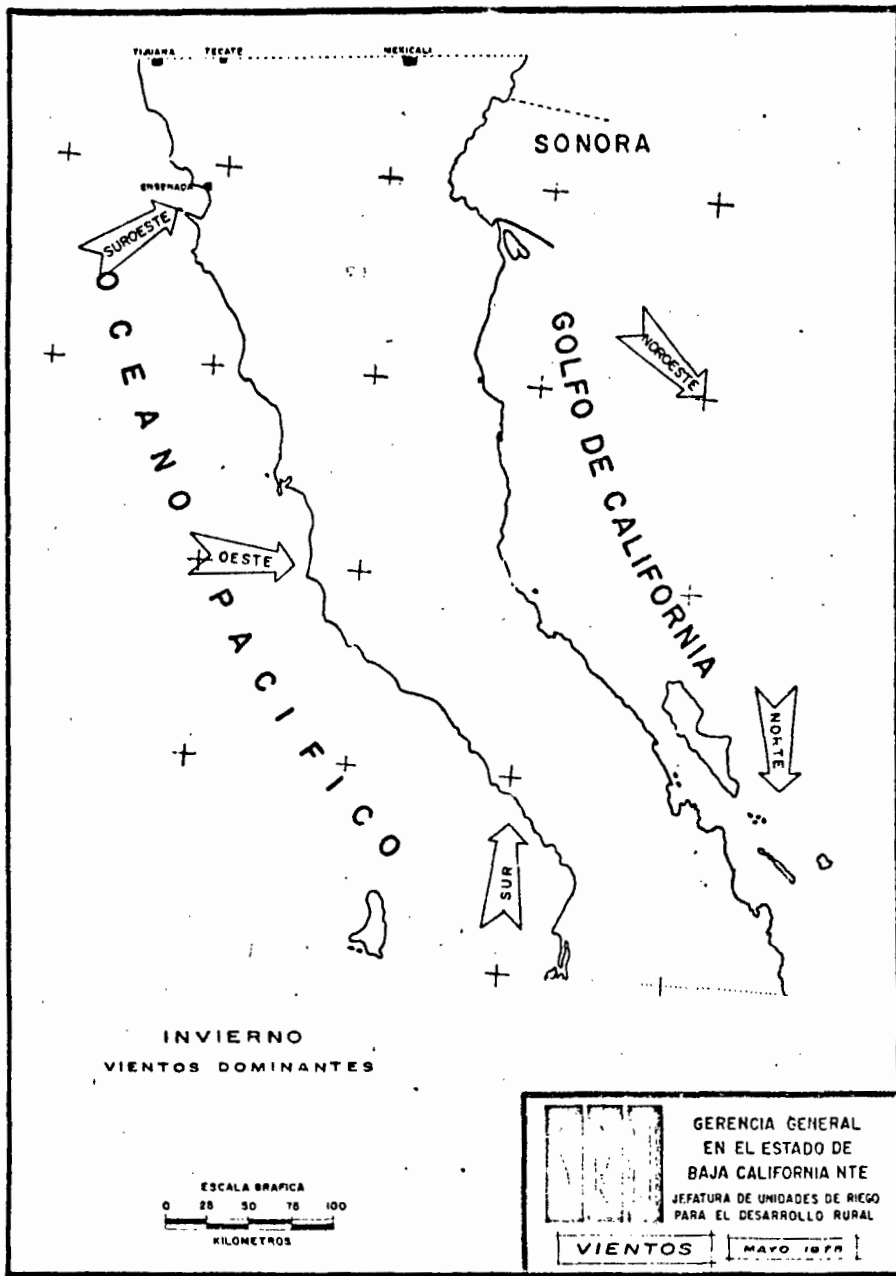 TIJUANA TECATE MEXICALI
SONORA
ENSENADA
SUROESTE
OCEANO PACIFICO
GOLFO DE CALIFORNIA
NOROESTE
OESTE
NORTE
SUR
INVIERNO
VIENTOS DOMINANTES
ESCALA GRAFICA
0 25 50 75 100
KILOMETROS
GERENCIA GENERAL
EN EL ESTADO DE
BAJA CALIFORNIA NTE
JEFATURA DE UNIDADES DE RIEGO
PARA EL DESARROLLO RURAL
VIENTOS MAYO